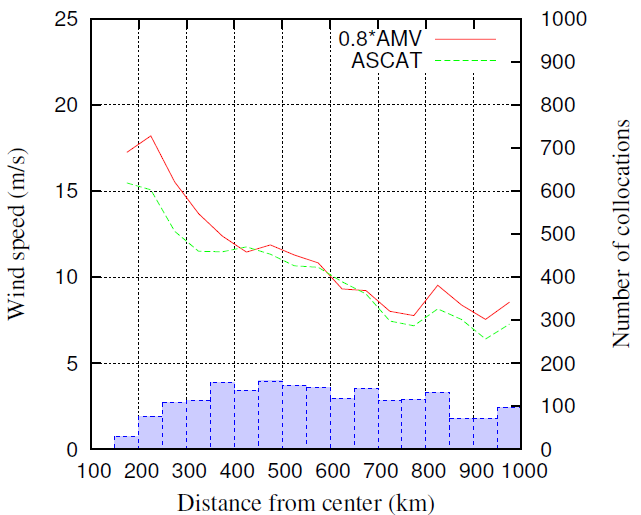 25
20
15
10
5
0
Wind speed (m/s)
0.8*AMV
ASCAT
1000
900
800
700
600
500
400
300
200
100
0
Number of collocations
100 200 300 400 500 600 700 800 900 1000
Distance from center (km)